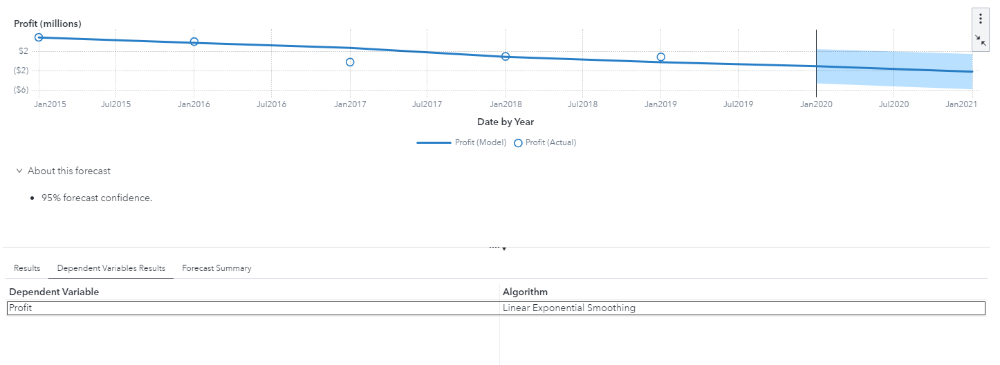 Profit (millions)
$2
($2)
($6)
Jan2015 Jul2015 Jan2016 Jul2016 Jan2017 Jul2017 Jan2018 Jul2018 Jan2019 Jul2019 Jan2020 Jul2020 Jan2021
Date by Year
Profit (Model) Profit (Actual)
About this forecast
• 95% forecast confidence.
Results Dependent Variables Results Forecast Summary
Dependent Variable Algorithm
Profit Linear Exponential Smoothing